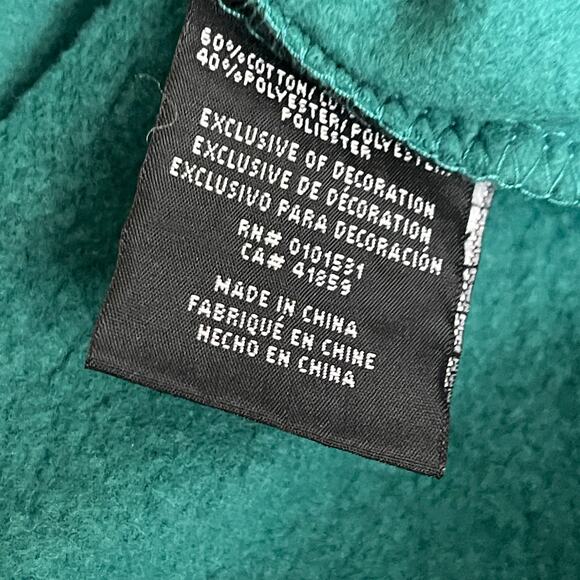 60%COTTON/
40%POLYESTER/POLYESTER/
POLIESTER
EXCLUSIVE OF DECORATION
EXCLUSIVE DE DÉCORATION
EXCLUSIVO PARA DECORACIÓN
RN# 0101531
CA# 41859
MADE IN CHINA
FABRIQUÉ EN CHINE
HECHO EN CHINA